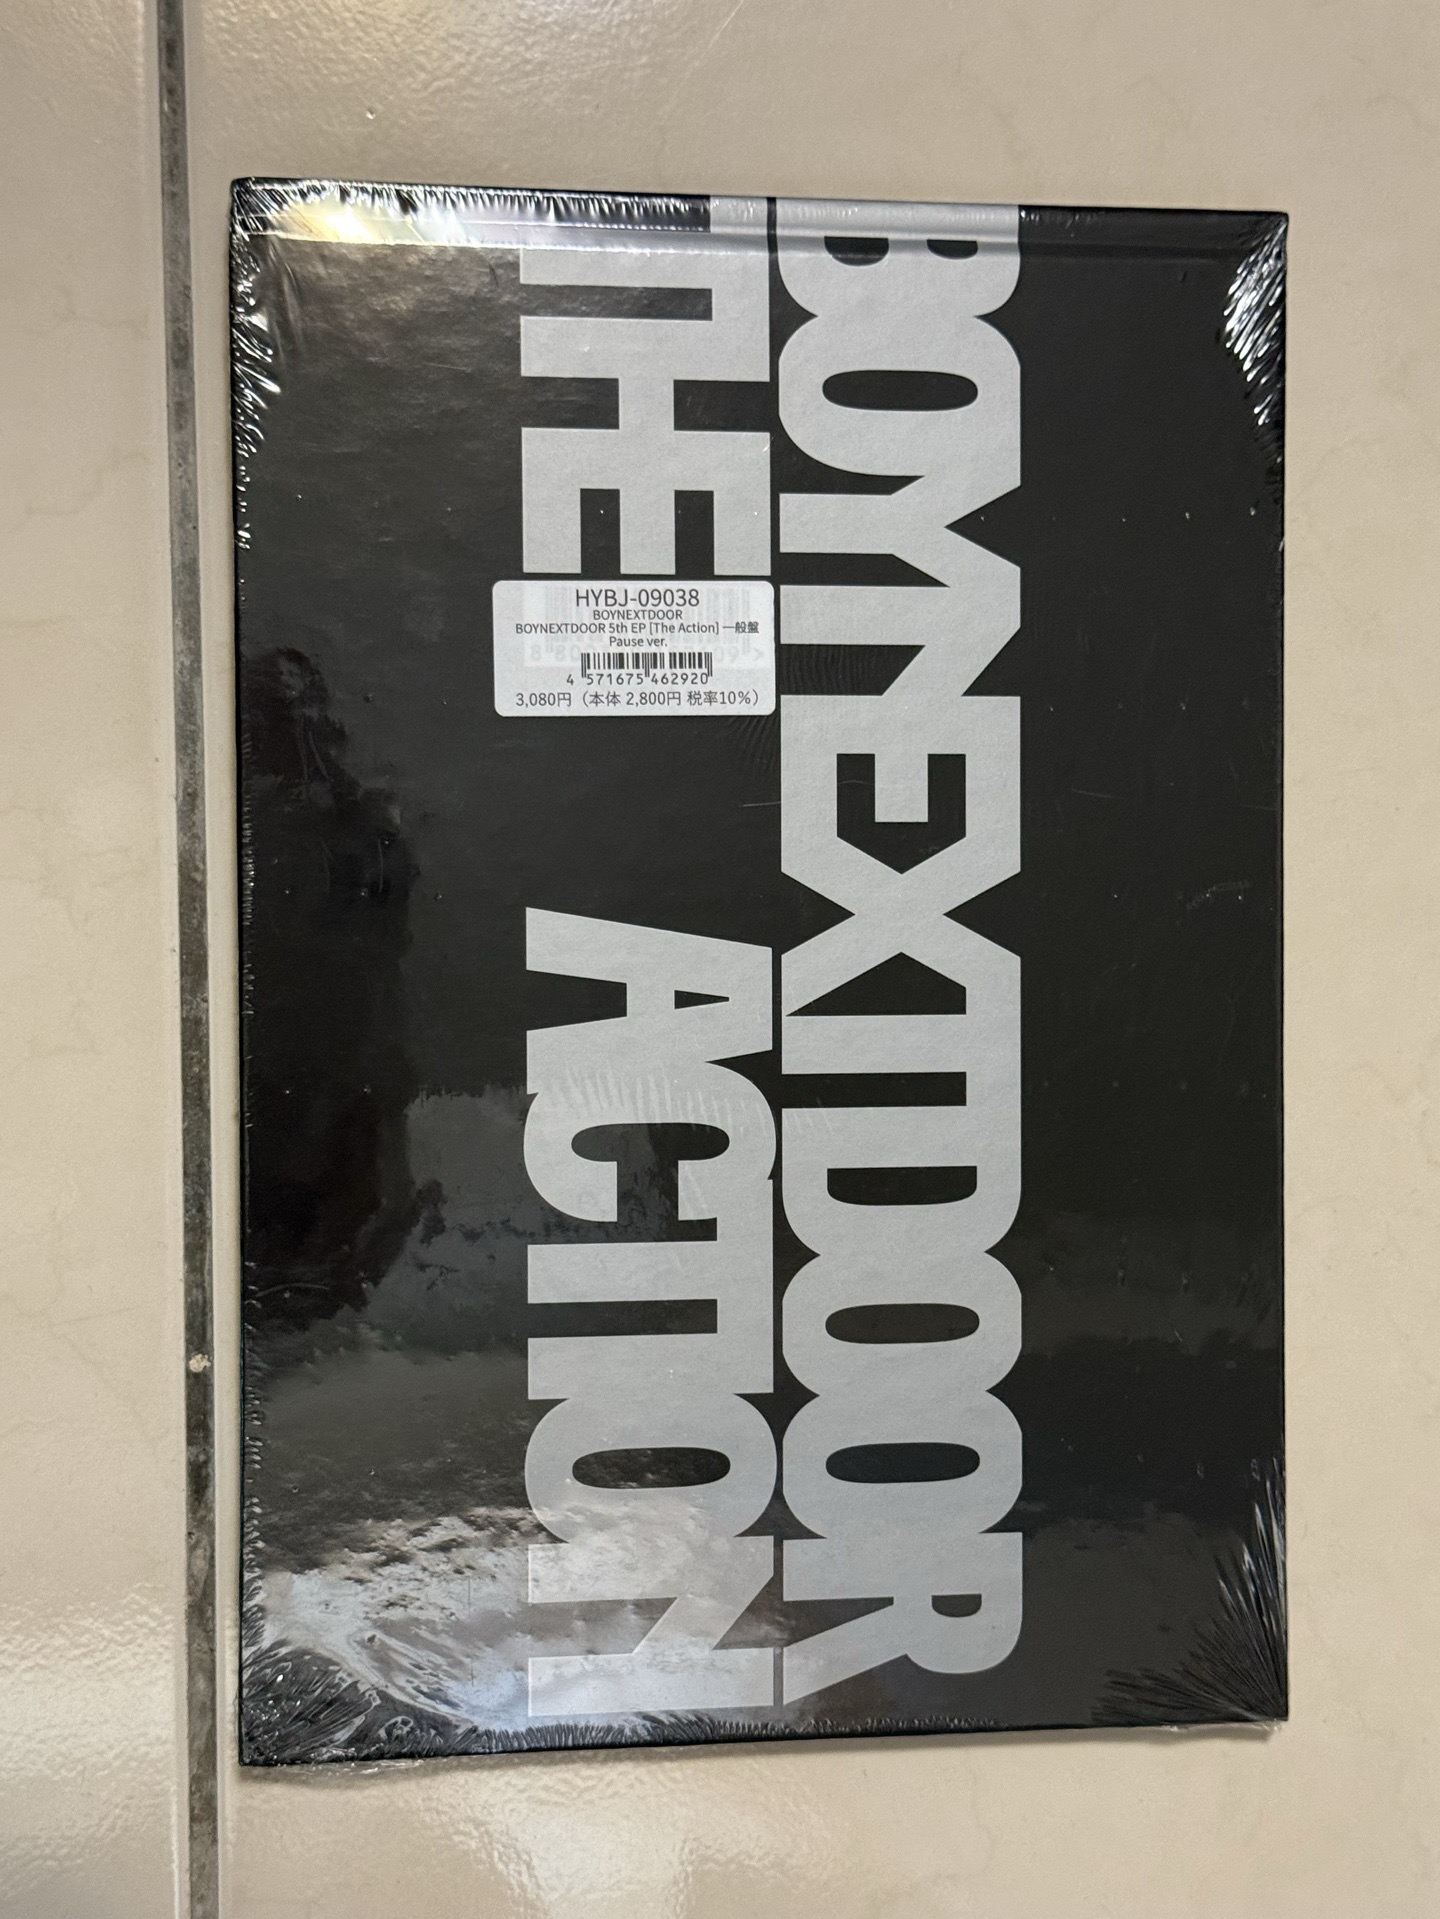 BOYNEXTDOOR
THE ACTION
HYBJ-09038
BOYNEXTDOOR
BOYNEXTDOOR 5th EP [The Action] 一般盤
Pause ver.
4 571675 462920
3,080円（本体 2,800円 税率10%）